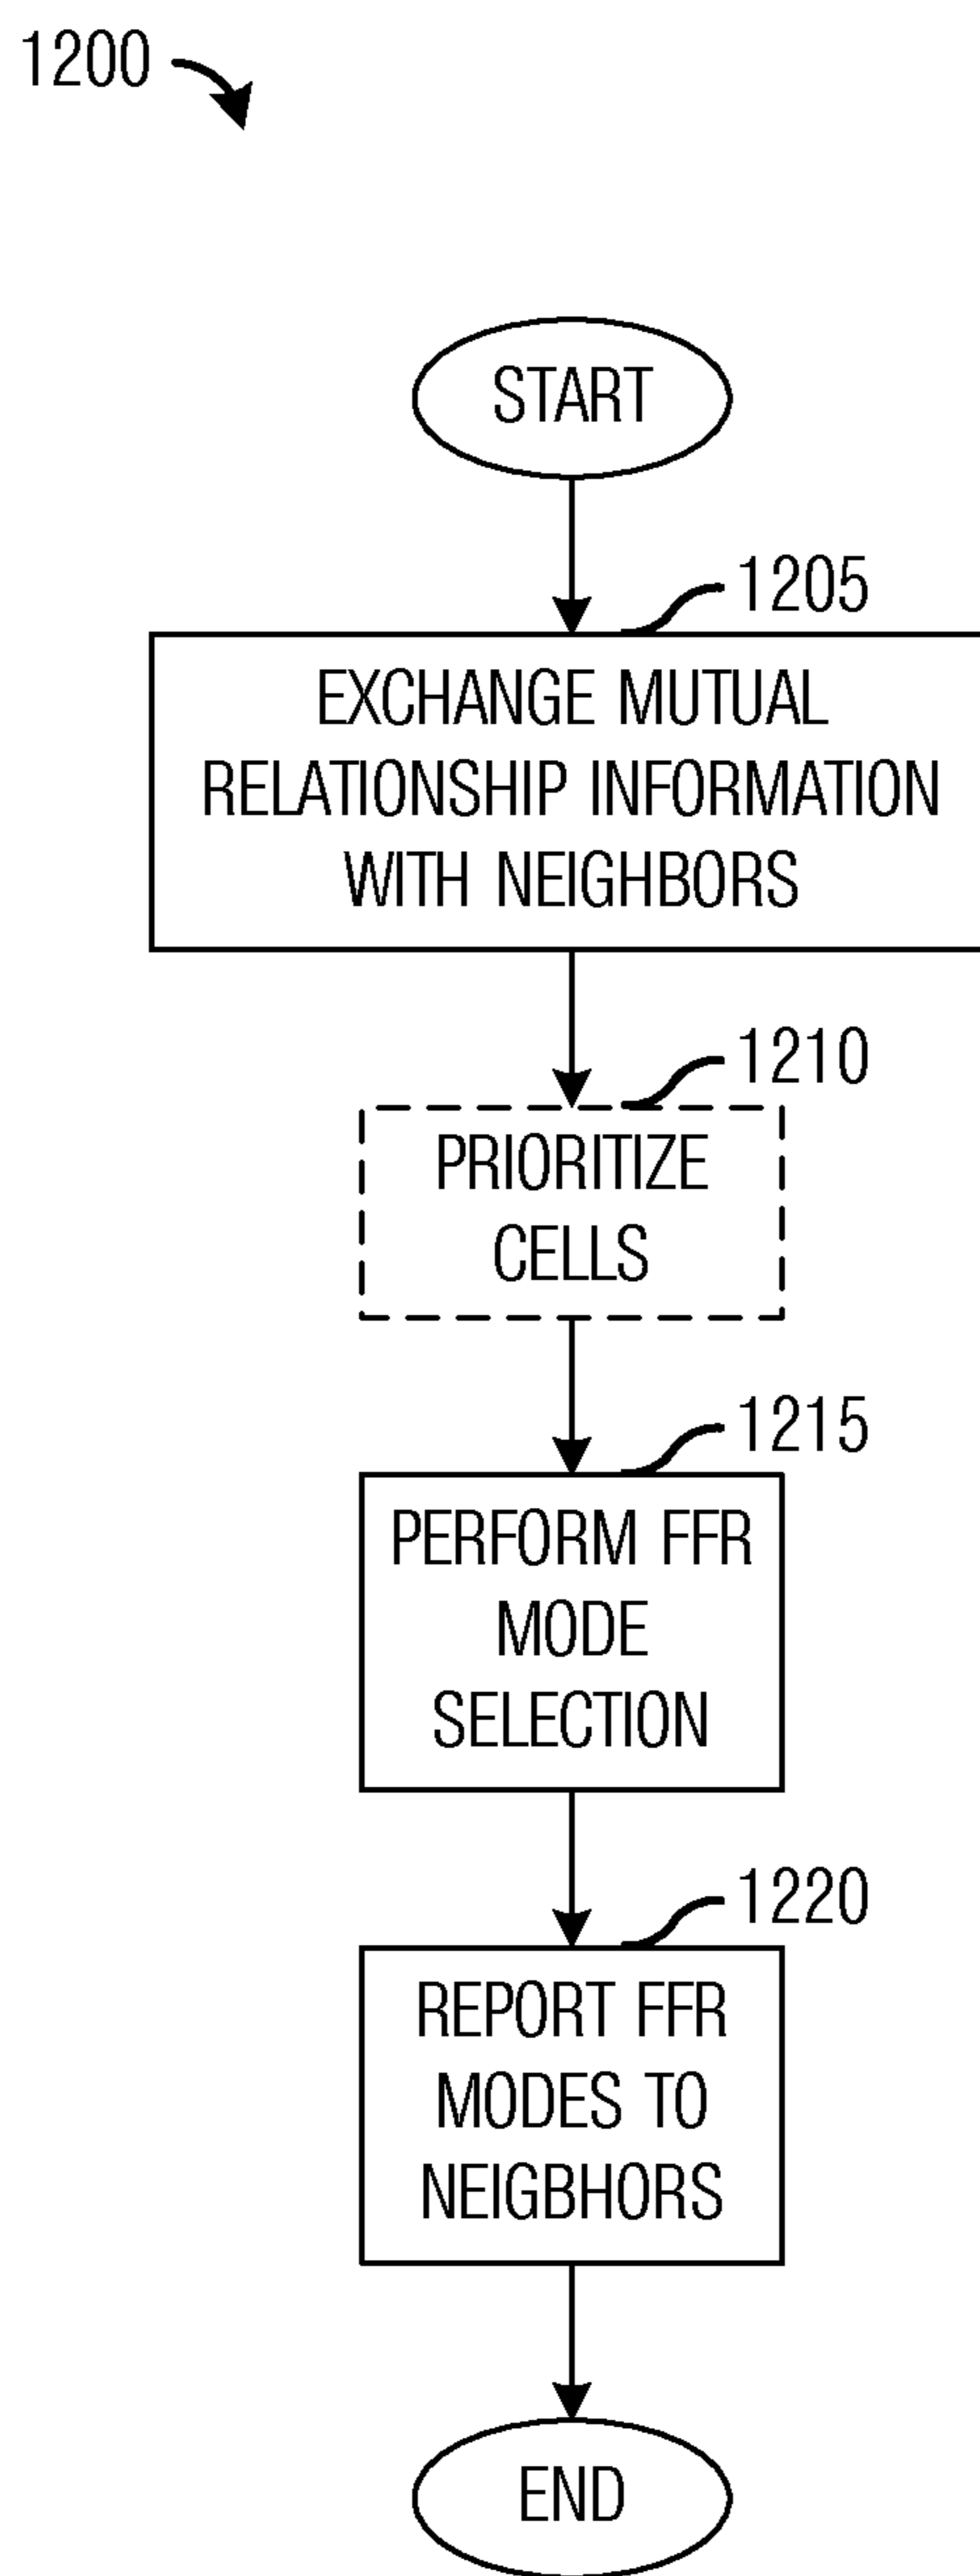 1200
START
1205
EXCHANGE MUTUAL
RELATIONSHIP INFORMATION
WITH NEIGHBORS
1210
PRIORITIZE
CELLS
1215
PERFORM FFR
MODE
SELECTION
1220
REPORT FFR
MODES TO
NEIGBHORS
END